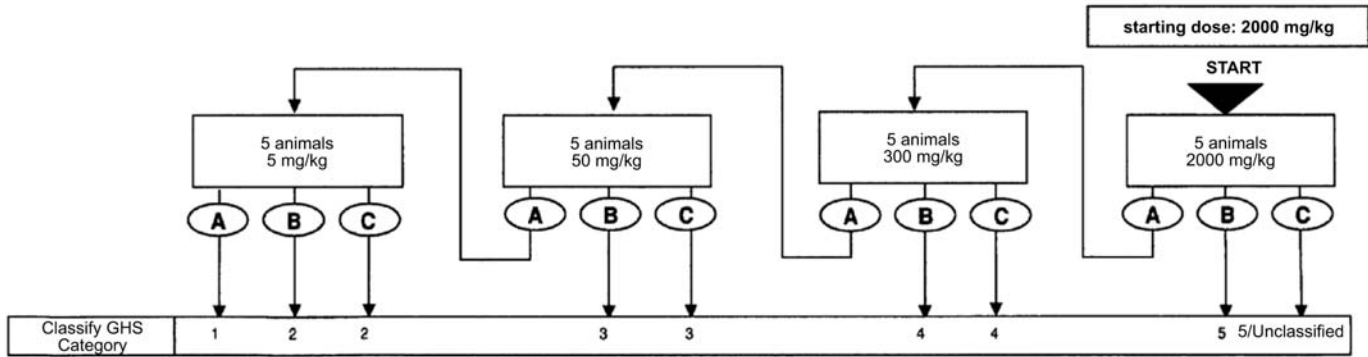 starting dose: 2000 mg/kg
START
5 animals
5 mg/kg
5 animals
50 mg/kg
5 animals
300 mg/kg
5 animals
2000 mg/kg
A B C A B C A B C A B C
Classify GHS
Category
1 2 2 3 3 4 4 5 5/Unclassified